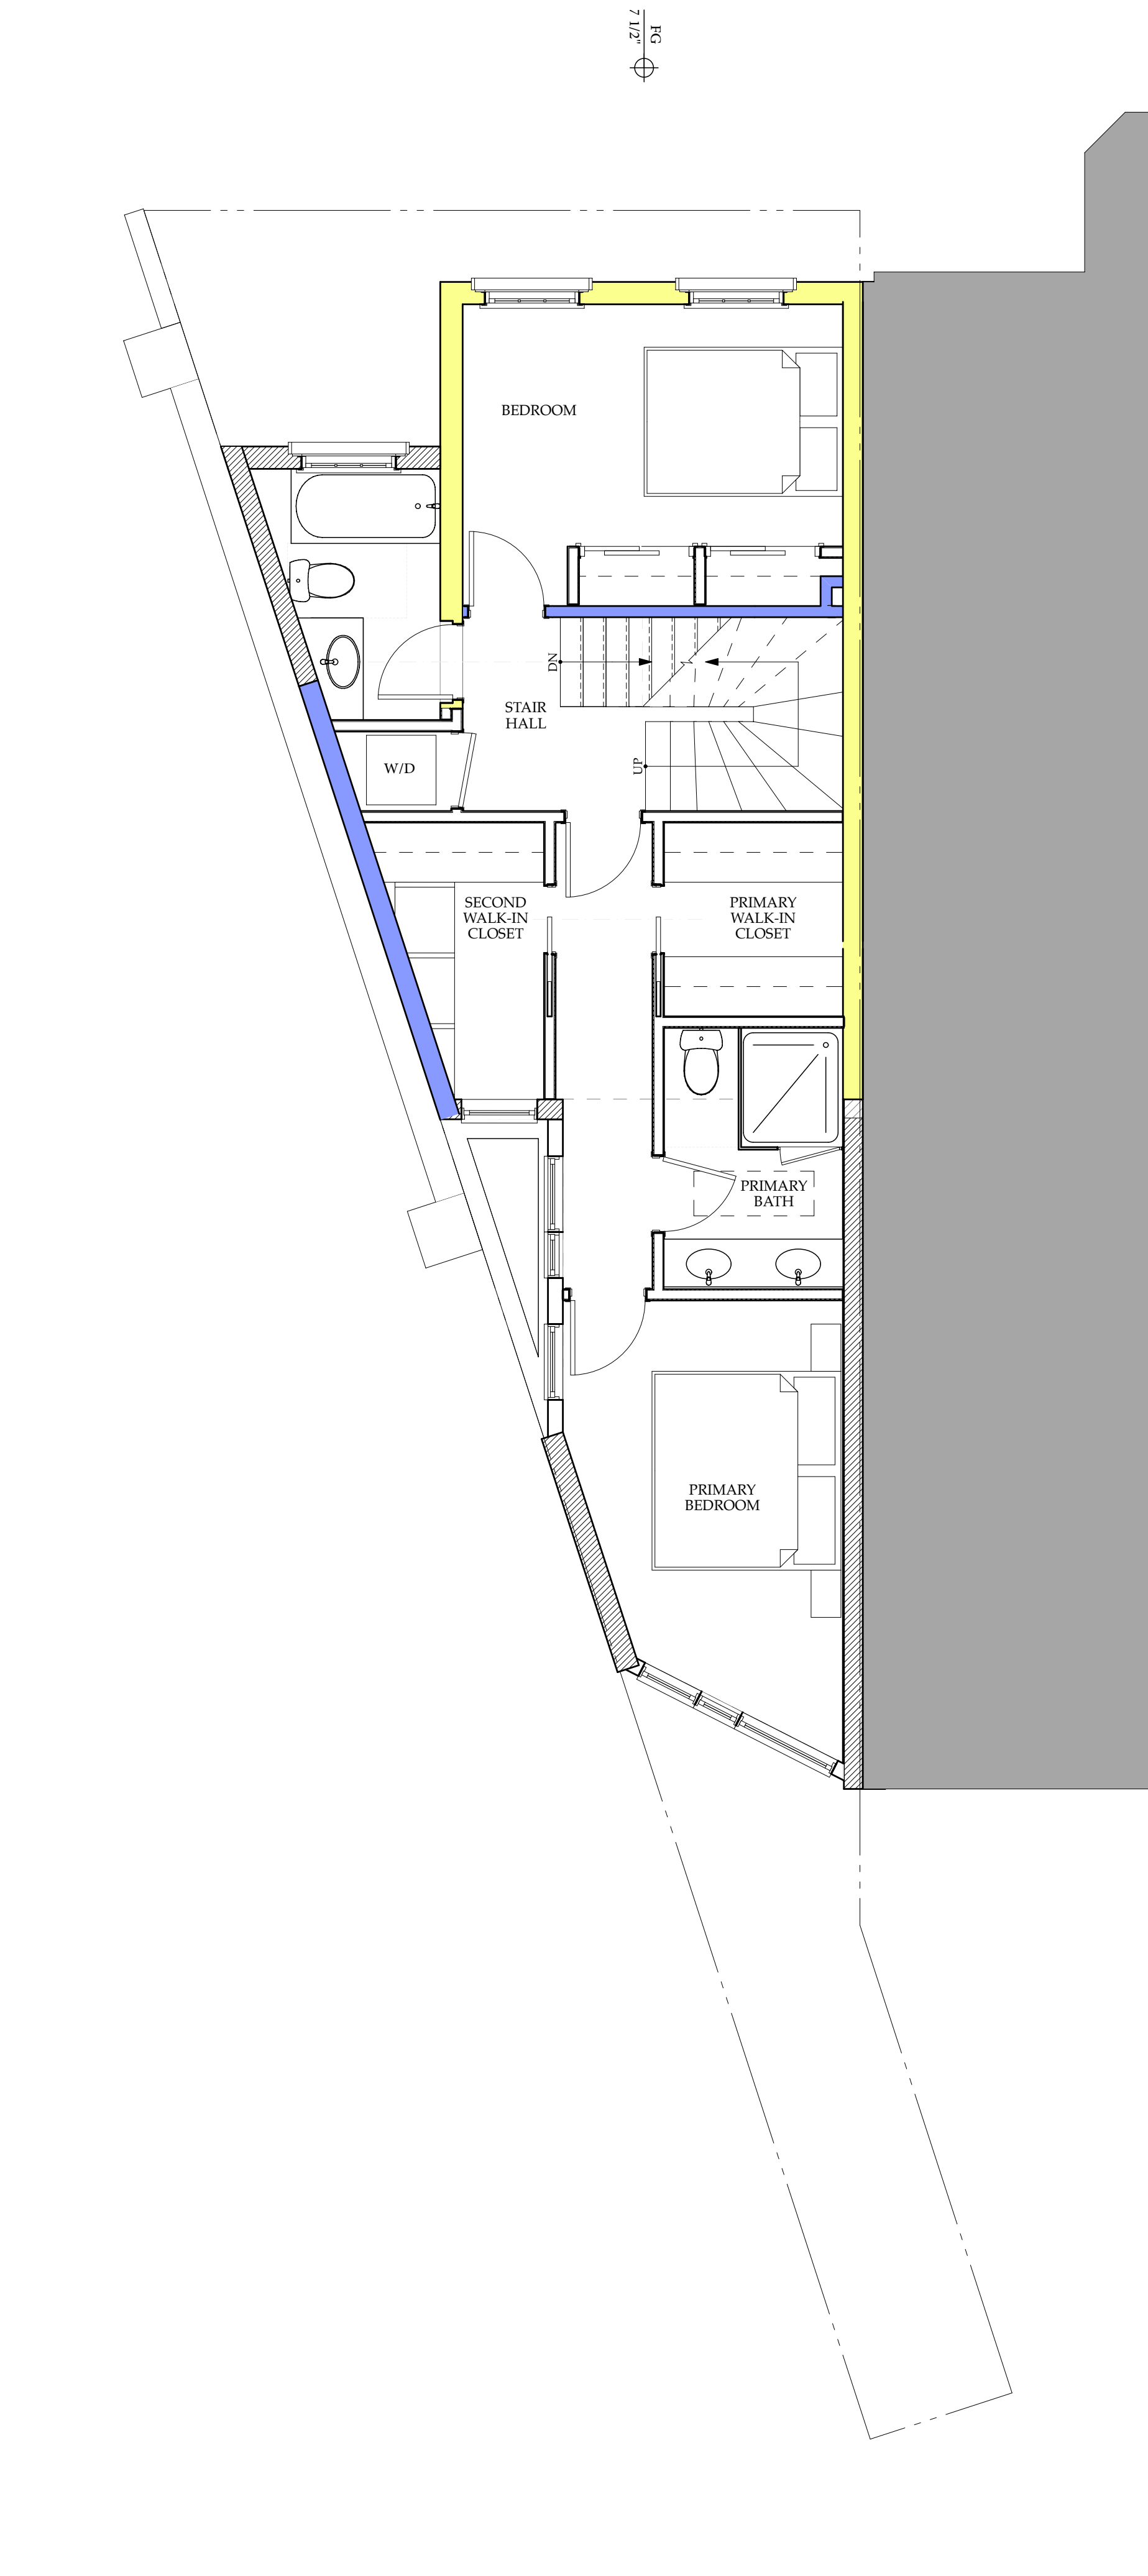 FG
7 1/2"
BEDROOM
DN
STAIR
HALL
UP
W/D
SECOND
WALK-IN
CLOSET
PRIMARY
WALK-IN
CLOSET
PRIMARY
BATH
PRIMARY
BEDROOM